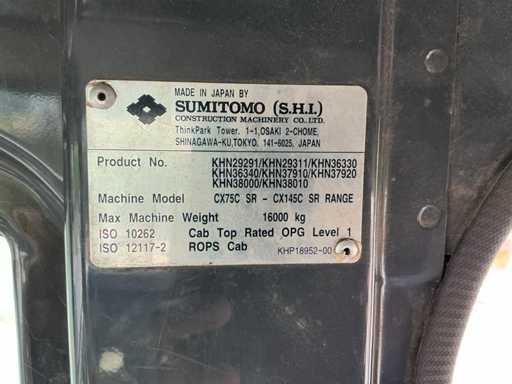 MADE IN JAPAN BY
SUMITOMO (S.H.I.)
CONSTRUCTION MACHINERY CO., LTD.
ThinkPark Tower, 1-1,OSAKI 2-CHOME,
SHINAGAWA-KU,TOKYO, 141-6025, JAPAN
Product No. KHN29291/KHN29311/KHN36330
KHN36340/KHN37910/KHN37920
KHN38000/KHN38010
Machine Model CX75C SR - CX145C SR RANGE
Max Machine Weight 16000 kg
ISO 10262 Cab Top Rated OPG Level 1
ISO 12117-2 ROPS Cab KHP18952-00